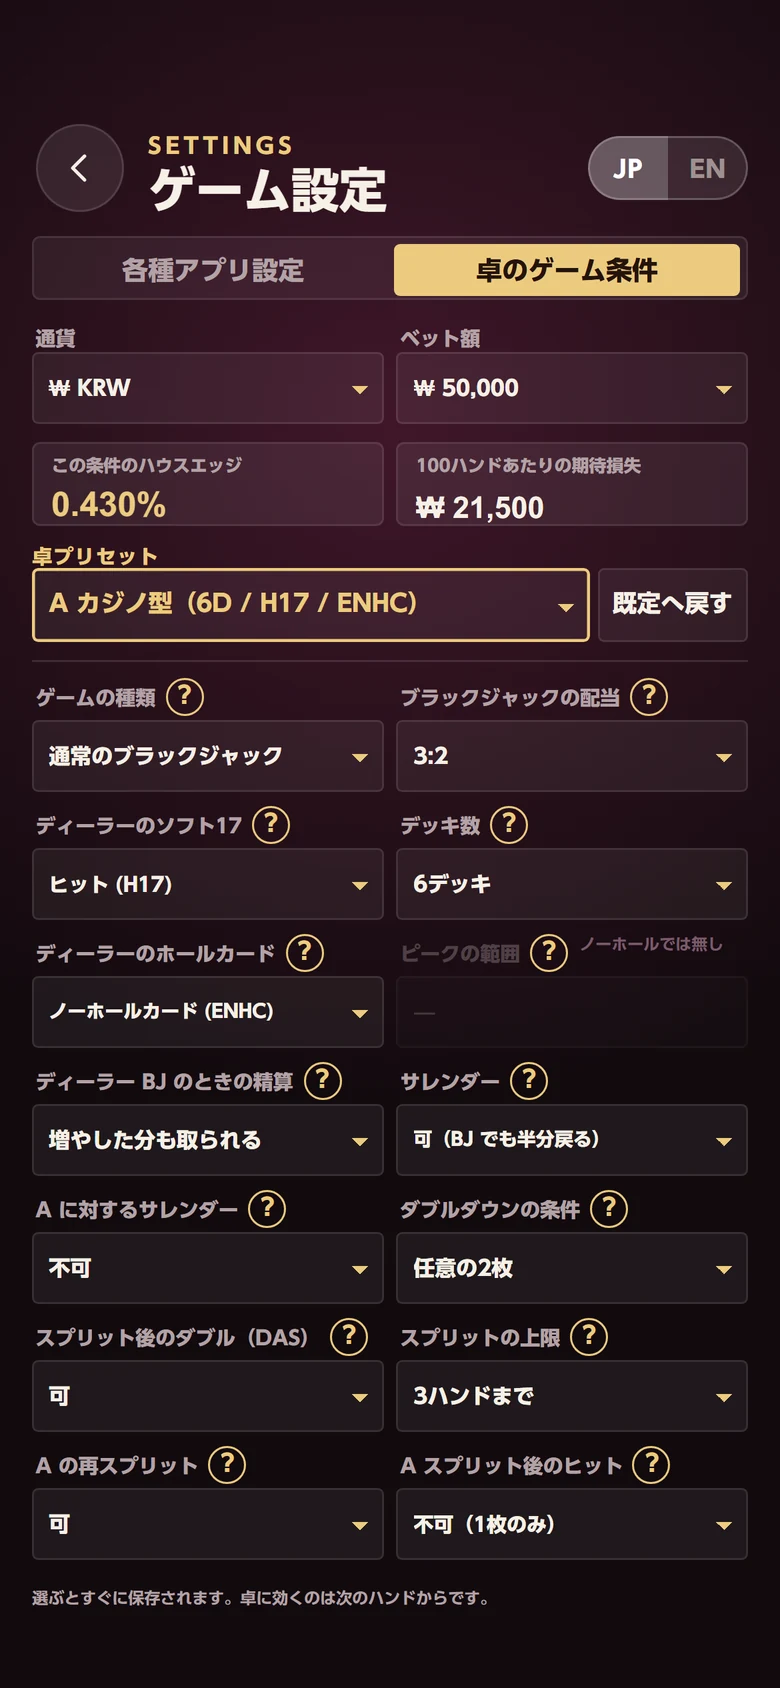 SETTINGS
ゲーム設定
JP EN
各種アプリ設定 卓のゲーム条件
通貨 ベット額
₩ KRW ₩ 50,000
この条件のハウスエッジ 100ハンドあたりの期待損失
0.430% ₩ 21,500
卓プリセット
A カジノ型（6D / H17 / ENHC） 既定へ戻す
ゲームの種類 ? ブラックジャックの配当 ?
通常のブラックジャック 3:2
ディーラーのソフト17 ? デッキ数 ?
ヒット (H17) 6デッキ
ディーラーのホールカード ? ピークの範囲 ? ノーホールでは無し
ノーホールカード (ENHC) —
ディーラー BJ のときの精算 ? サレンダー ?
増やした分も取られる 可（BJ でも半分戻る）
A に対するサレンダー ? ダブルダウンの条件 ?
不可 任意の2枚
スプリット後のダブル（DAS） ? スプリットの上限 ?
可 3ハンドまで
A の再スプリット ? A スプリット後のヒット ?
可 不可（1枚のみ）
選ぶとすぐに保存されます。卓に効くのは次のハンドからです。